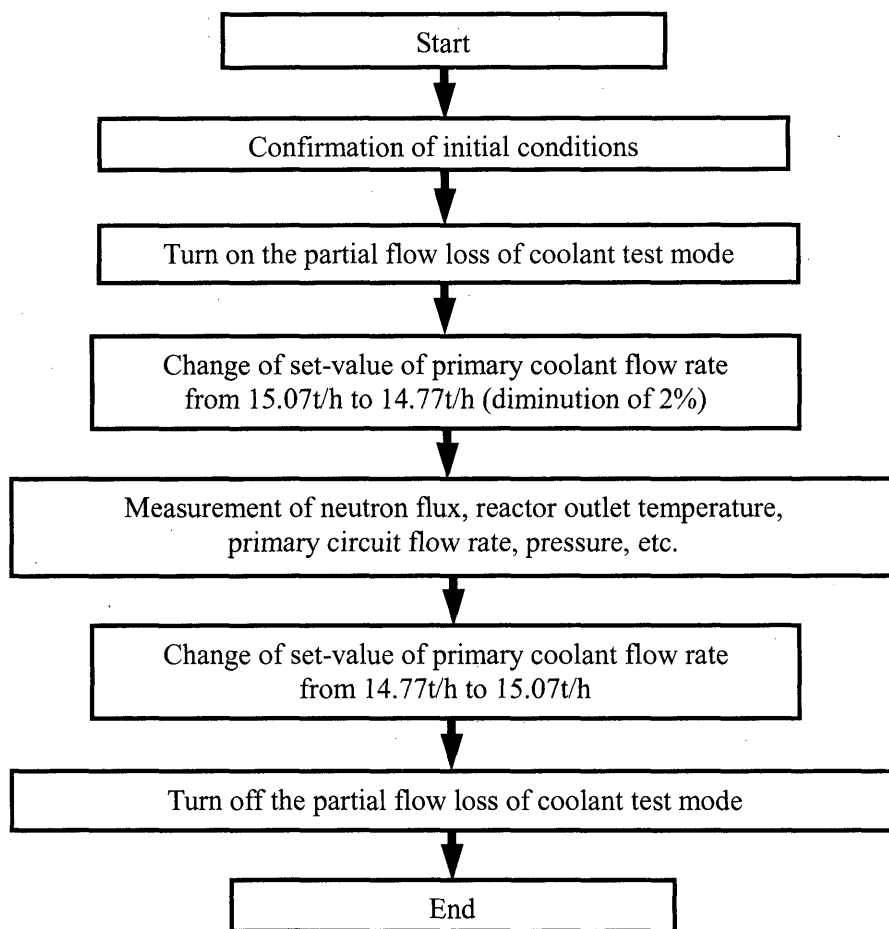 Start
Confirmation of initial conditions
Turn on the partial flow loss of coolant test mode
Change of set-value of primary coolant flow rate
from 15.07t/h to 14.77t/h (diminution of 2%)
Measurement of neutron flux, reactor outlet temperature,
primary circuit flow rate, pressure, etc.
Change of set-value of primary coolant flow rate
from 14.77t/h to 15.07t/h
Turn off the partial flow loss of coolant test mode
End